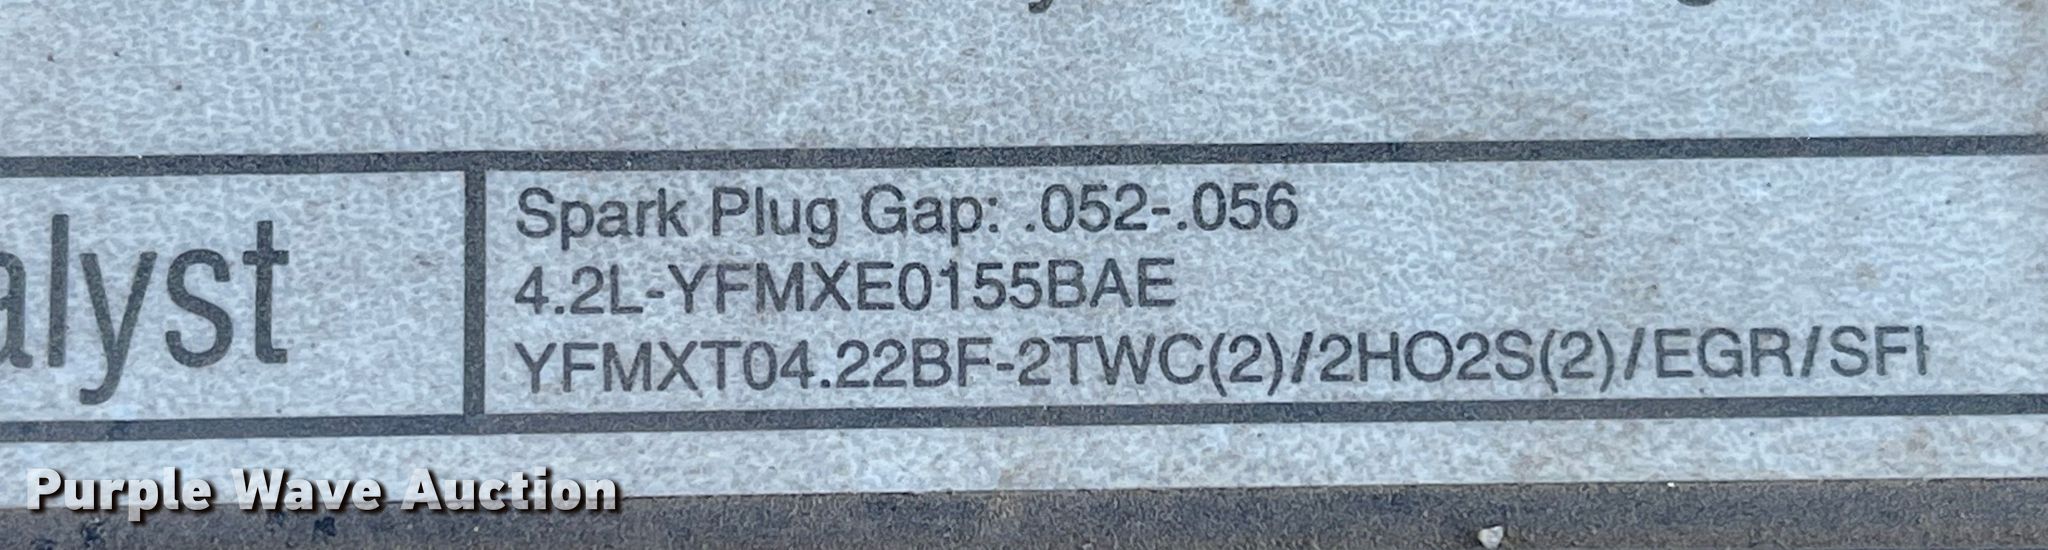 Spark Plug Gap: .052-.056
4.2L-YFMXE0155BAE
alyst
YFMXT04.22BF-2TWC(2)/2HO2S(2)/EGR/SFI
Purple Wave Auction